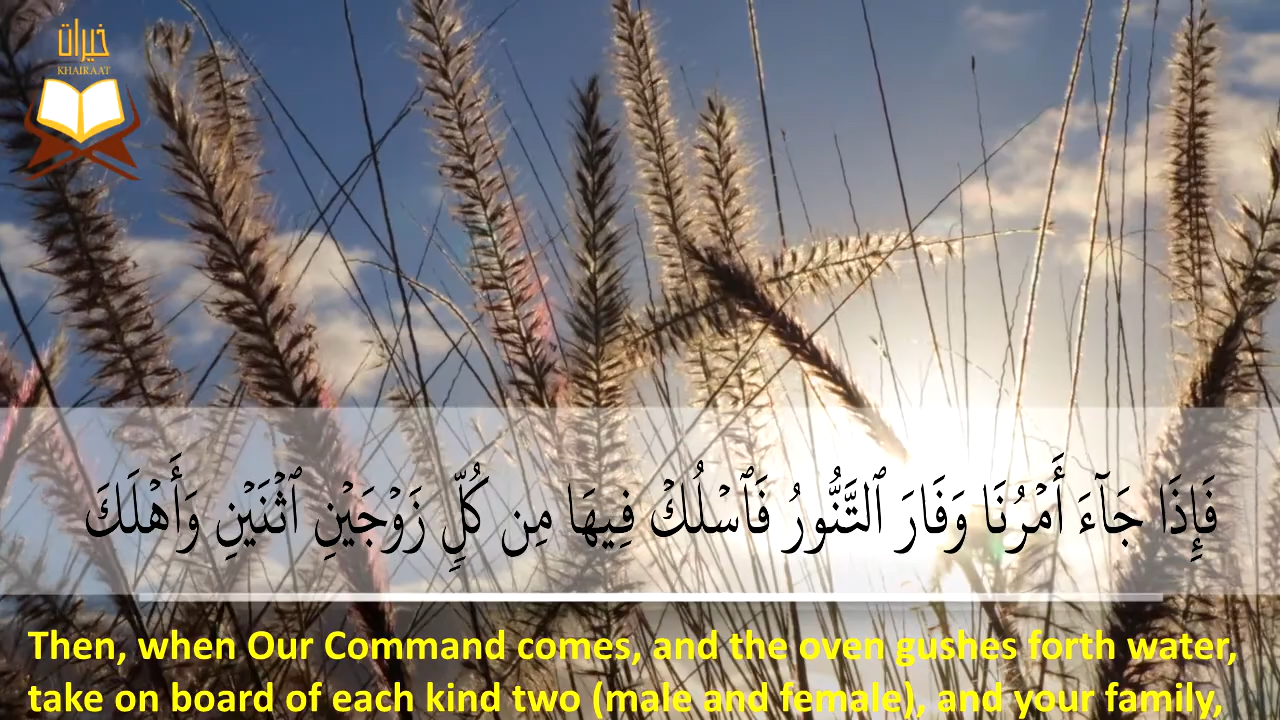 خيرات
KHAIRAAT
فَإِذَا جَآءَ أَمۡرُنَا وَفَارَ ٱلتَّنُّورُ فَٱسۡلُكۡ فِيهَا مِن كُلّٖ زَوۡجَيۡنِ ٱثۡنَيۡنِ وَأَهۡلَكَ
Then, when Our Command comes, and the oven gushes forth water,
take on board of each kind two (male and female), and your family,